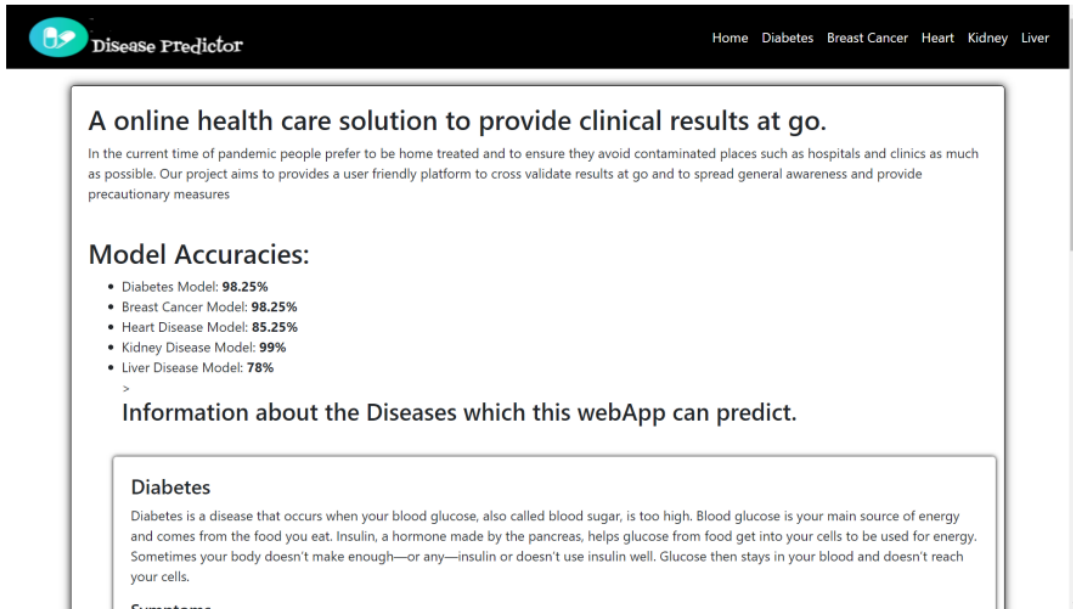 Disease Predictor
Home Diabetes Breast Cancer Heart Kidney Liver
A online health care solution to provide clinical results at go.
In the current time of pandemic people prefer to be home treated and to ensure they avoid contaminated places such as hospitals and clinics as much
as possible. Our project aims to provides a user friendly platform to cross validate results at go and to spread general awareness and provide
precautionary measures
Model Accuracies:
• Diabetes Model: 98.25%
• Breast Cancer Model: 98.25%
• Heart Disease Model: 85.25%
• Kidney Disease Model: 99%
• Liver Disease Model: 78%
>
Information about the Diseases which this webApp can predict.
Diabetes
Diabetes is a disease that occurs when your blood glucose, also called blood sugar, is too high. Blood glucose is your main source of energy
and comes from the food you eat. Insulin, a hormone made by the pancreas, helps glucose from food get into your cells to be used for energy.
Sometimes your body doesn't make enough—or any—insulin or doesn't use insulin well. Glucose then stays in your blood and doesn't reach
your cells.
Symptoms